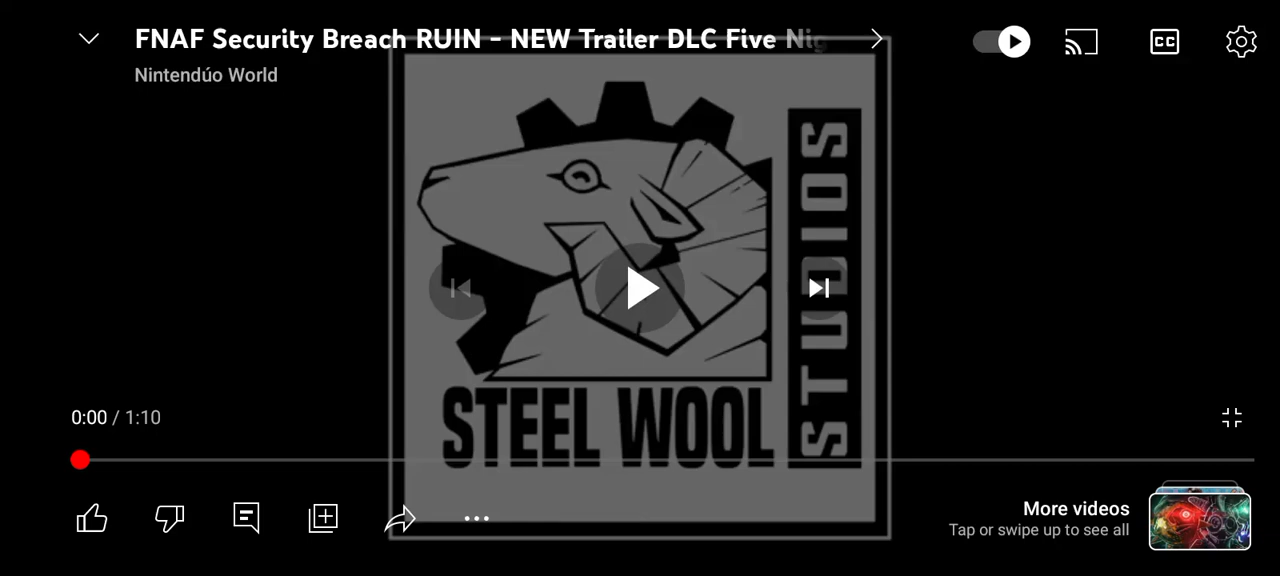 FNAF Security Breach RUIN - NEW Trailer DLC Five Nig
Nintendúo World
CC
STUDIOS
STEEL WOOL
0:00 / 1:10
More videos
Tap or swipe up to see all